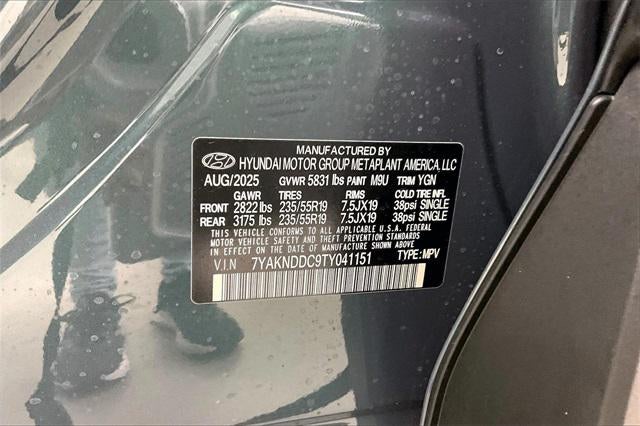 MANUFACTURED BY
HYUNDAI MOTOR GROUP METAPLANT AMERICA, LLC
AUG/2025 GVWR 5831 lbs PAINT M9U TRIM YGN
GAWR TIRES RIMS COLD TIRE INFL
FRONT 2822 lbs 235/55R19 7.5JX19 38psi SINGLE
REAR 3175 lbs 235/55R19 7.5JX19 38psi SINGLE
THIS VEHICLE CONFORMS TO ALL APPLICABLE U.S.A. FEDERAL
MOTOR VEHICLE SAFETY AND THEFT PREVENTION STANDARDS IN
EFFECT ON THE DATE OF MANUFACTURE SHOWN ABOVE.
V.I.N 7YAKNDDC9TY041151 TYPE: MPV